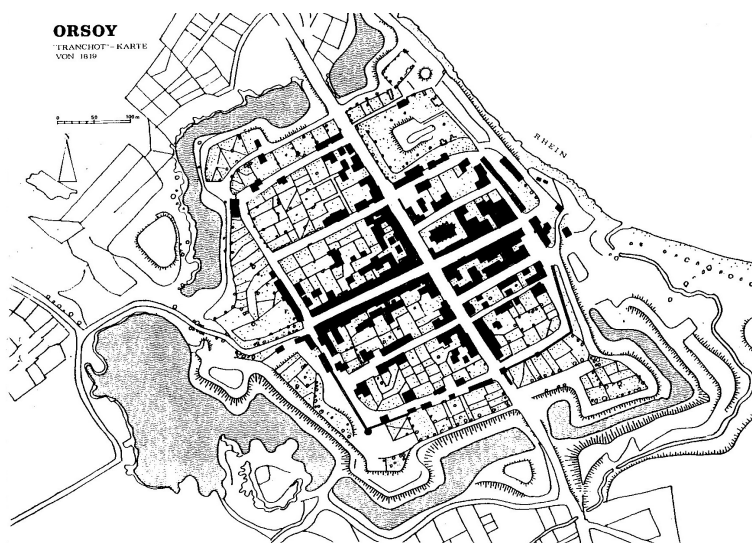 ORSOY
"TRANCHOT"-KARTE
VON 1819
0 50 100 m
N
RHEIN